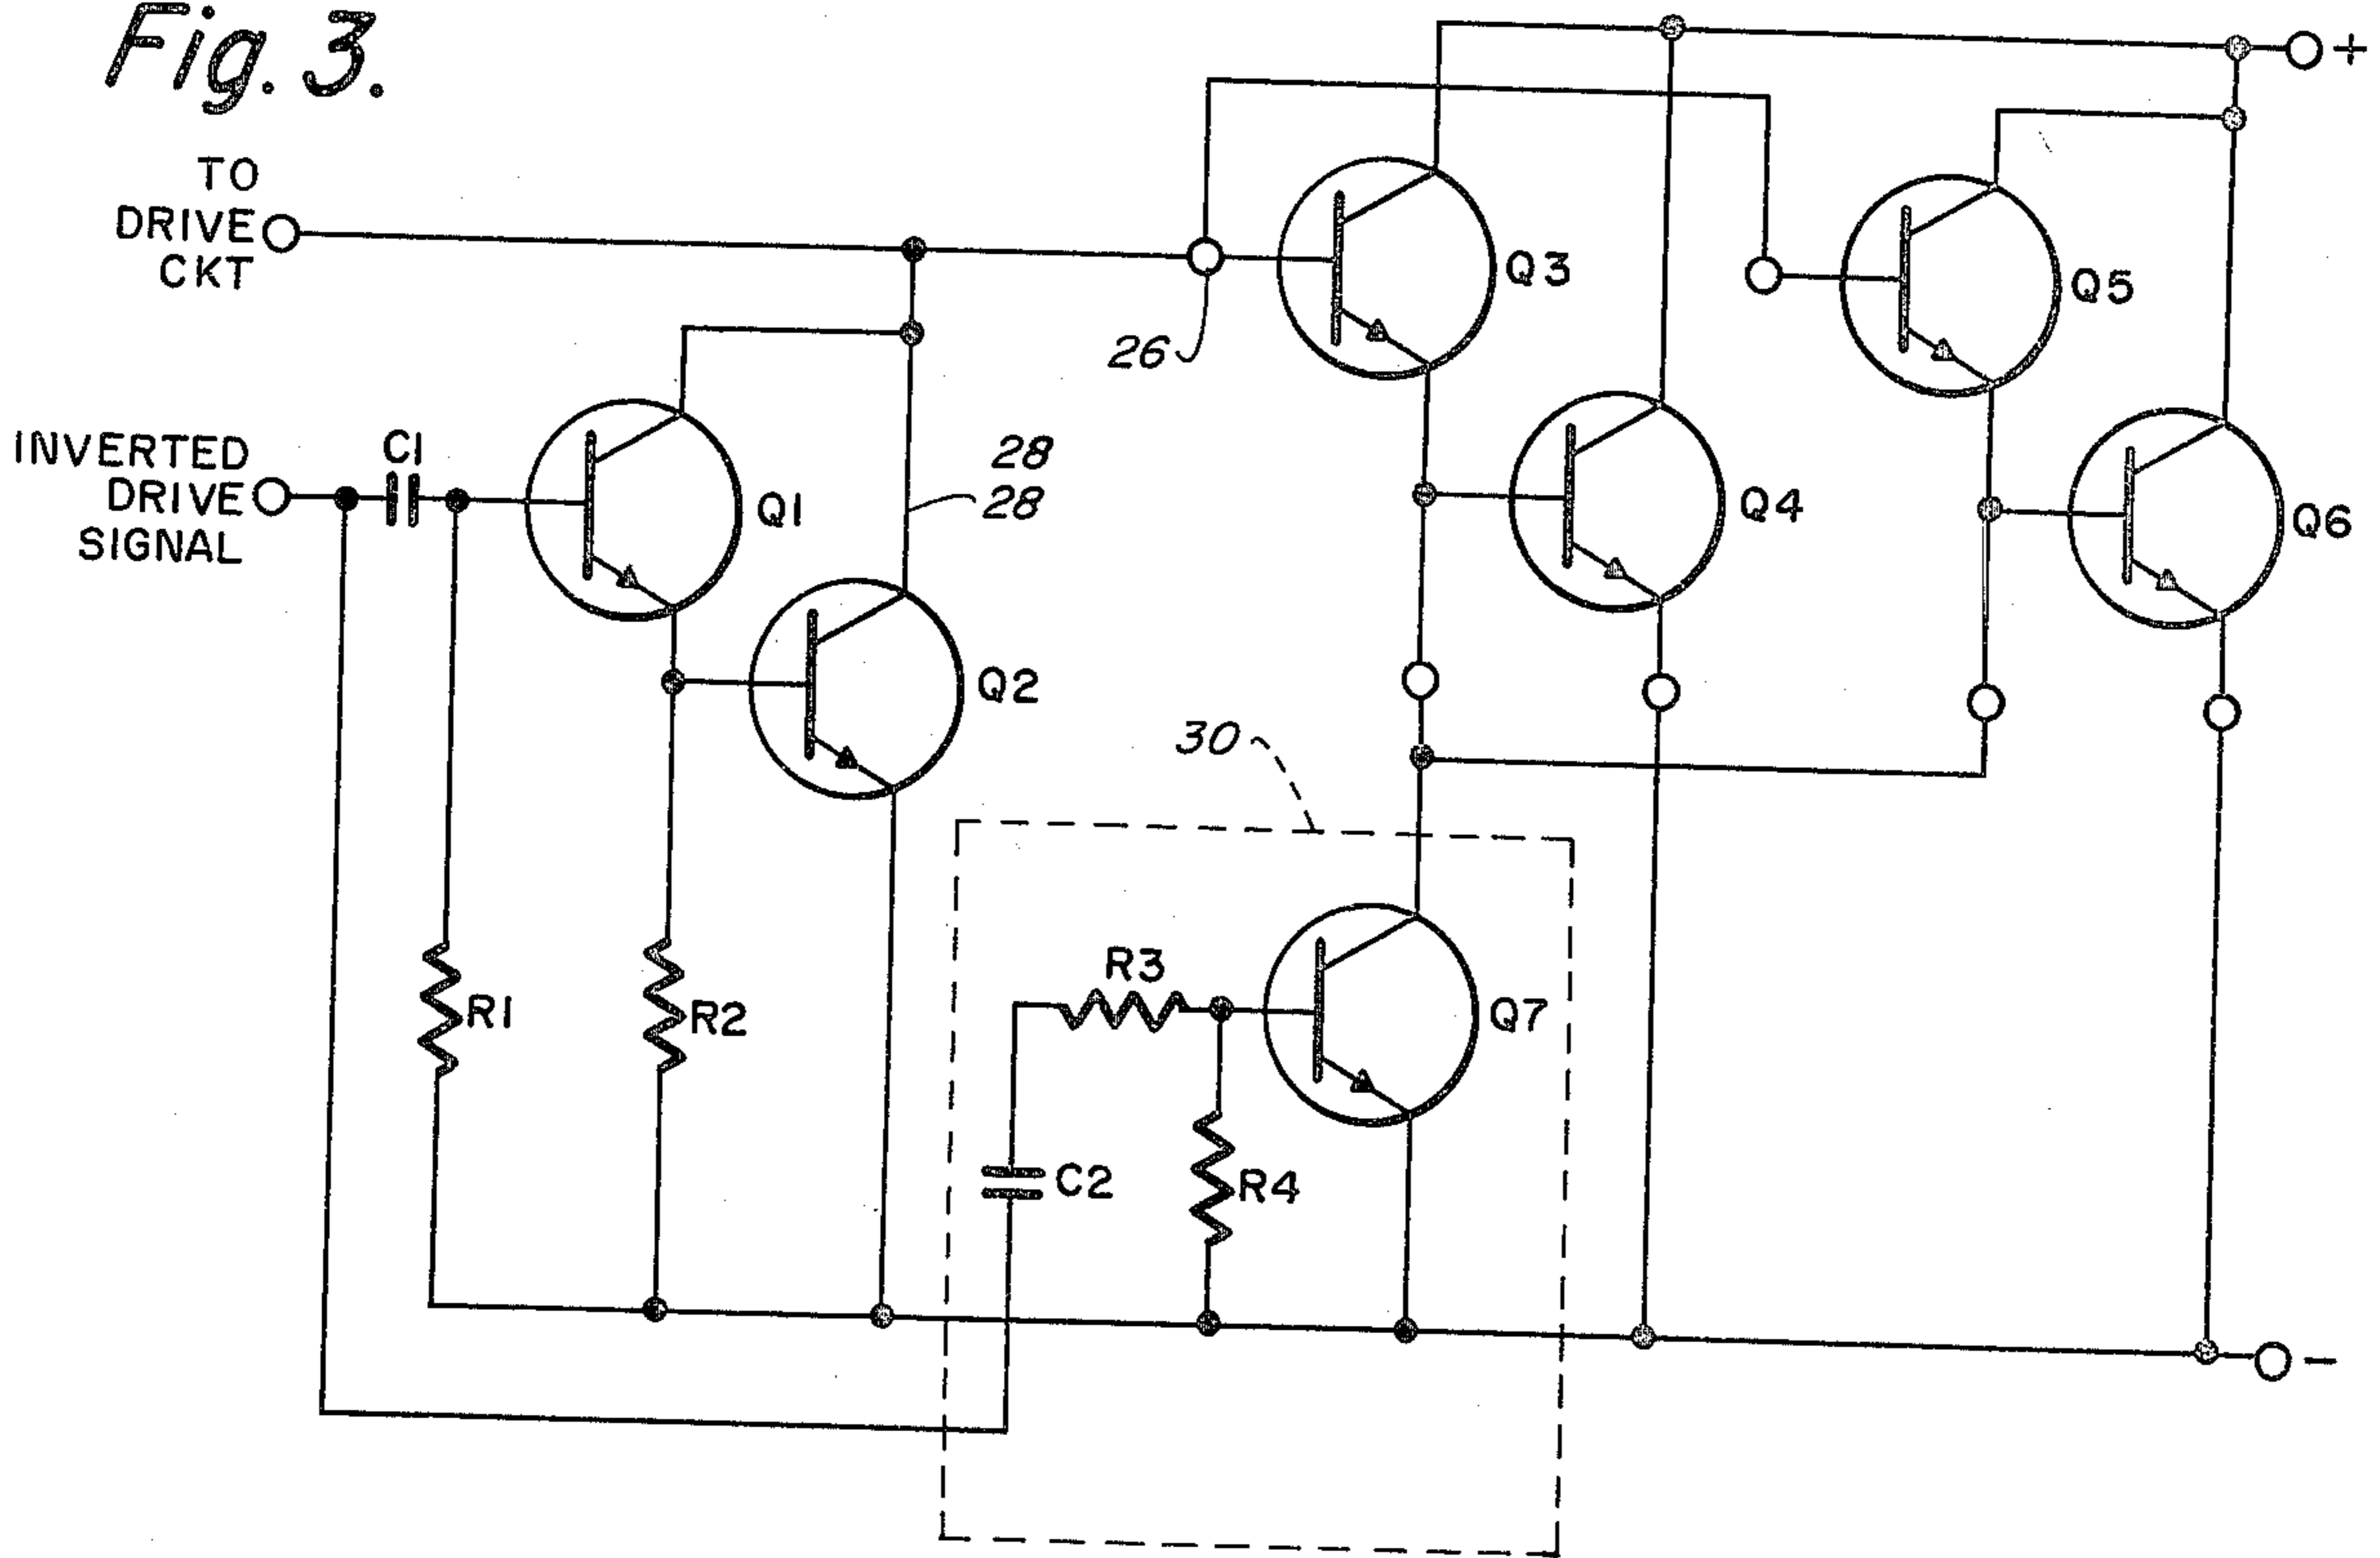 Fig. 3.
TO
DRIVE
CKT
INVERTED
DRIVE
SIGNAL
C1
Q1
28
28
Q2
26
Q3
Q4
Q5
Q6
+
30
R1
R2
R3
Q7
C2
R4
-